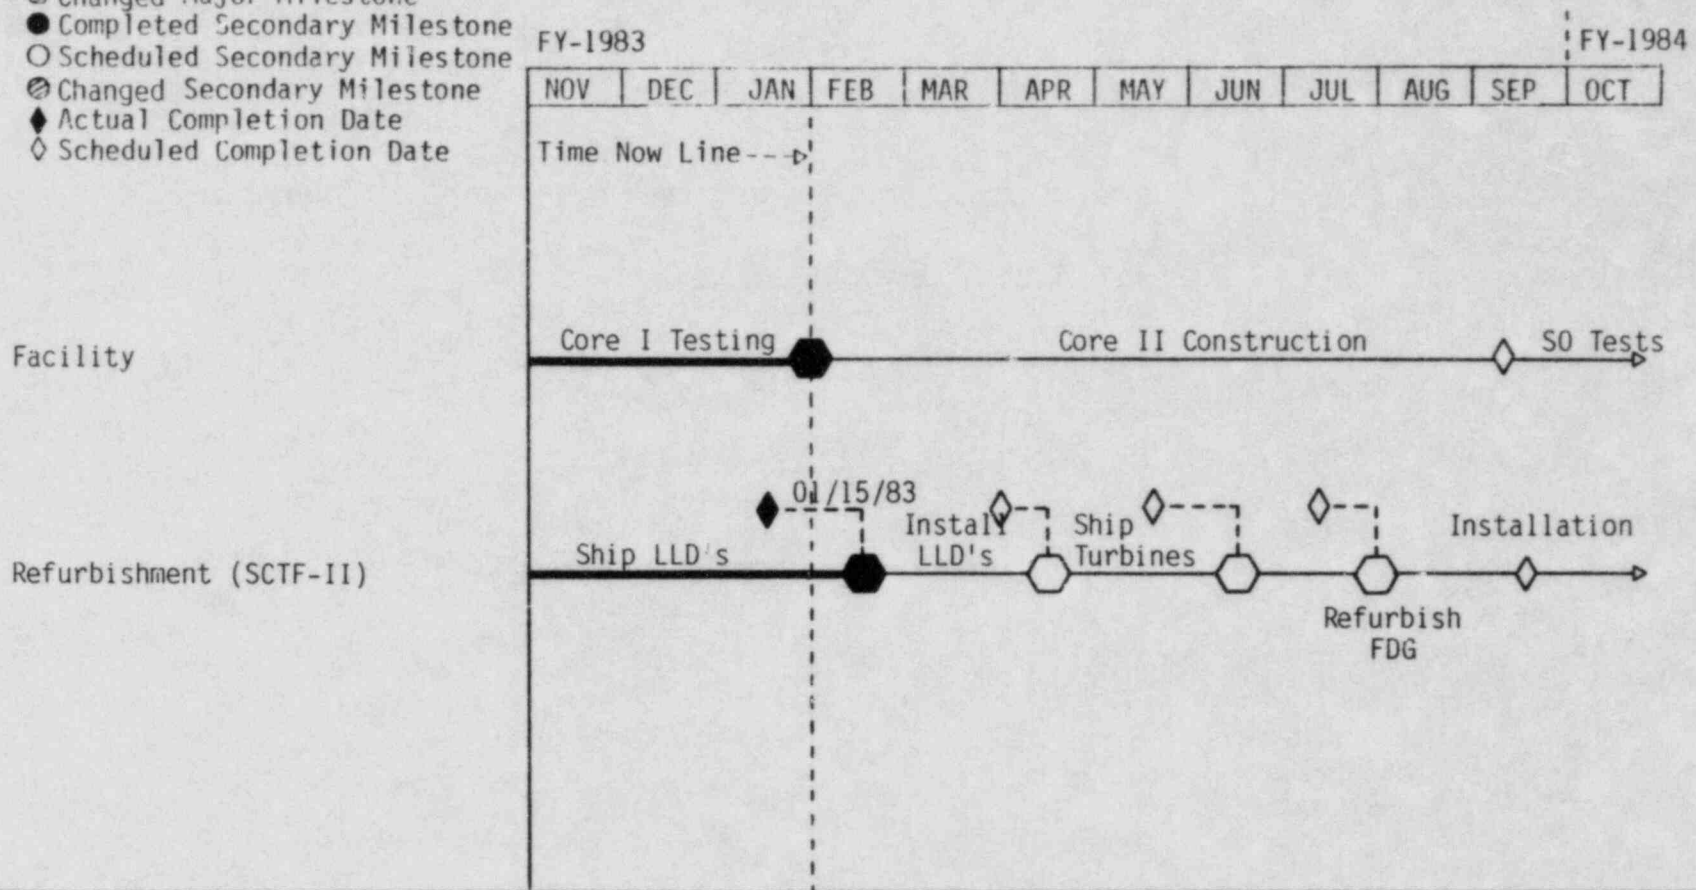 Changed Major Milestone
Completed Secondary Milestone
Scheduled Secondary Milestone
Changed Secondary Milestone
Actual Completion Date
Scheduled Completion Date
FY-1983
FY-1984
NOV DEC JAN FEB MAR APR MAY JUN JUL AUG SEP OCT
Time Now Line
Facility
Core I Testing
Core II Construction
SO Tests
01/15/83
Refurbishment (SCTF-II)
Ship LLD's
Install
LLD's
Ship
Turbines
Installation
Refurbish
FDG